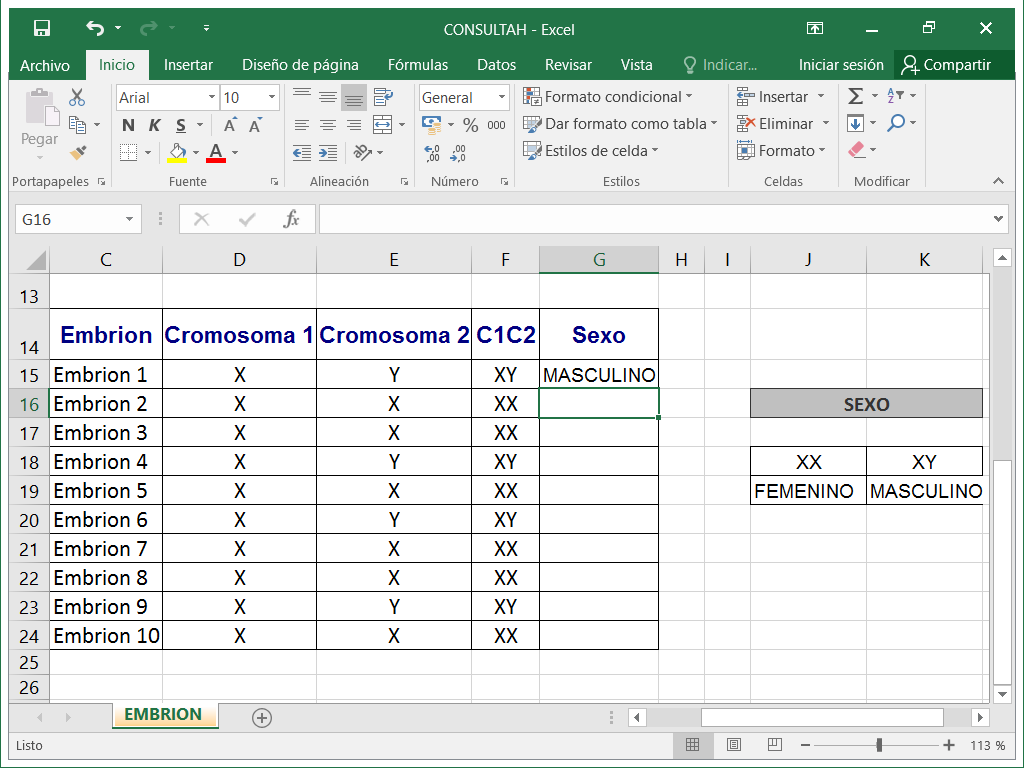 CONSULTAH - Excel
Archivo Inicio Insertar Diseño de página Fórmulas Datos Revisar Vista Indicar... Iniciar sesión Compartir
Pegar
Arial 10
N K S A A
A
General
% 000
Formato condicional
Dar formato como tabla
Estilos de celda
Insertar
Eliminar
Formato
Portapapeles Fuente Alineación Número Estilos Celdas Modificar
G16 fx
C D E F G H I J K
13
14 Embrion Cromosoma 1 Cromosoma 2 C1C2 Sexo
15 Embrion 1 X Y XY MASCULINO
16 Embrion 2 X X XX SEXO
17 Embrion 3 X X XX
18 Embrion 4 X Y XY XX XY
19 Embrion 5 X X XX FEMENINO MASCULINO
20 Embrion 6 X Y XY
21 Embrion 7 X X XX
22 Embrion 8 X X XX
23 Embrion 9 X Y XY
24 Embrion 10 X X XX
25
26
EMBRION
Listo 113 %